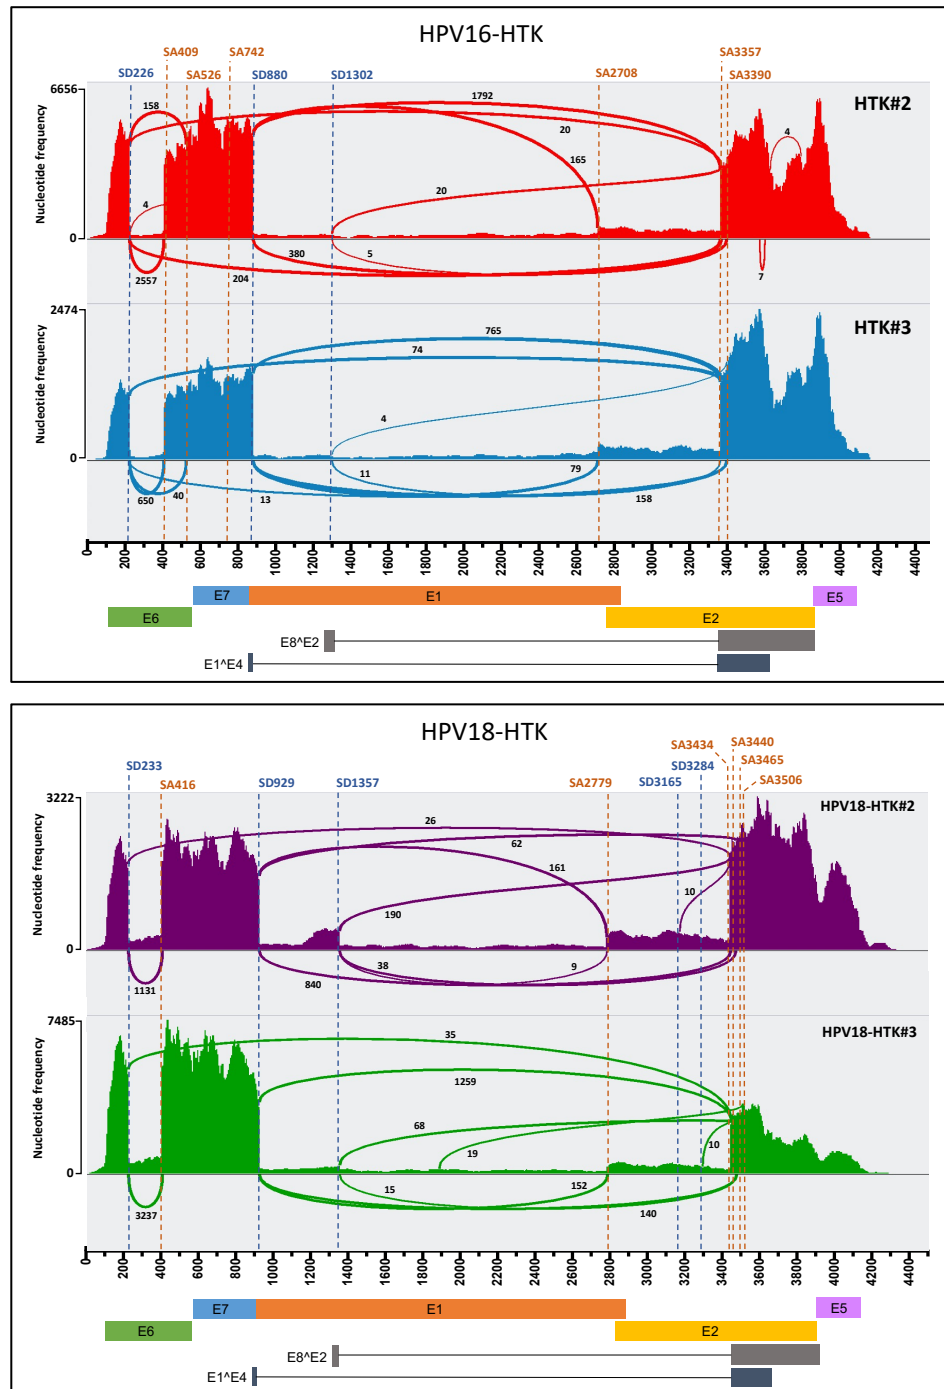 HPV16-HTK
SA409 SA742 SA3357
SD226 SA526 SD880 SD1302 SA2708 SA3390
6656
HTK#2
158
1792
20
165
4
20
Nucleotide frequency
0
380
5
2557
204
7
4
2474
HTK#3
765
74
4
Nucleotide frequency
0
11
79
650
40
13
158
0 200 400 600 800 1000 1200 1400 1600 1800 2000 2200 2400 2600 2800 3000 3200 3400 3600 3800 4000 4200 4400
E7 E1 E5
E6 E2
E8^E2
E1^E4
HPV18-HTK
SA3434 SA3440
SD233 SD3284 SA3465
SA416 SD929 SD1357 SA2779 SD3165 SA3506
3222
HPV18-HTK#2
26
62
161
10
190
Nucleotide frequency
0
38
9
1131
840
7485
HPV18-HTK#3
35
1259
68
19
10
Nucleotide frequency
0
15
152
3237
140
0 200 400 600 800 1000 1200 1400 1600 1800 2000 2200 2400 2600 2800 3000 3200 3400 3600 3800 4000 4200 4400
E7 E1 E5
E6 E2
E8^E2
E1^E4